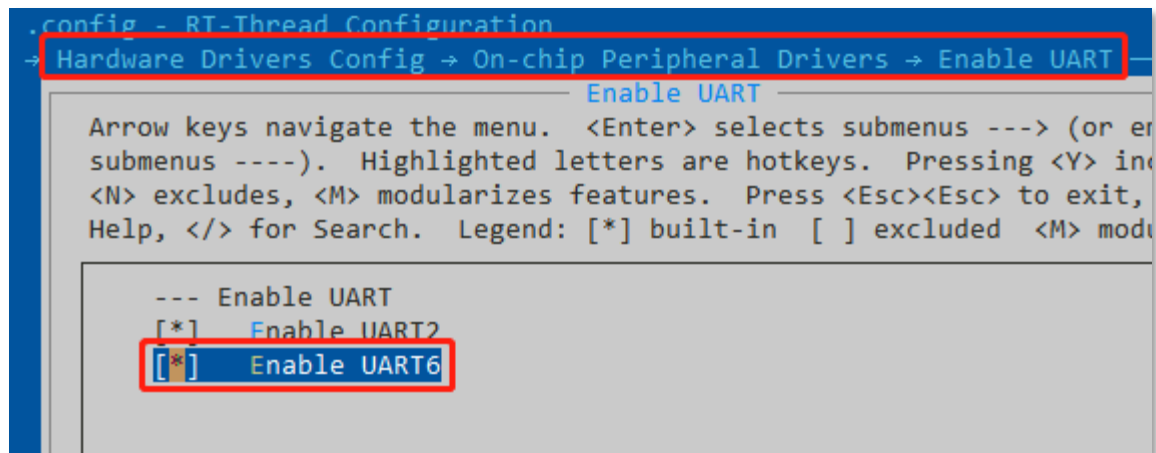 .config - RT-Thread Configuration
→ Hardware Drivers Config → On-chip Peripheral Drivers → Enable UART
Enable UART
Arrow keys navigate the menu.  <Enter> selects submenus ---> (or
submenus ----).  Highlighted letters are hotkeys.  Pressing <Y>
<N> excludes, <M> modularizes features.  Press <Esc><Esc> to exit,
Help, </> for Search.  Legend: [*] built-in  [ ] excluded  <M>
--- Enable UART
[*]   Enable UART2
[*]   Enable UART6